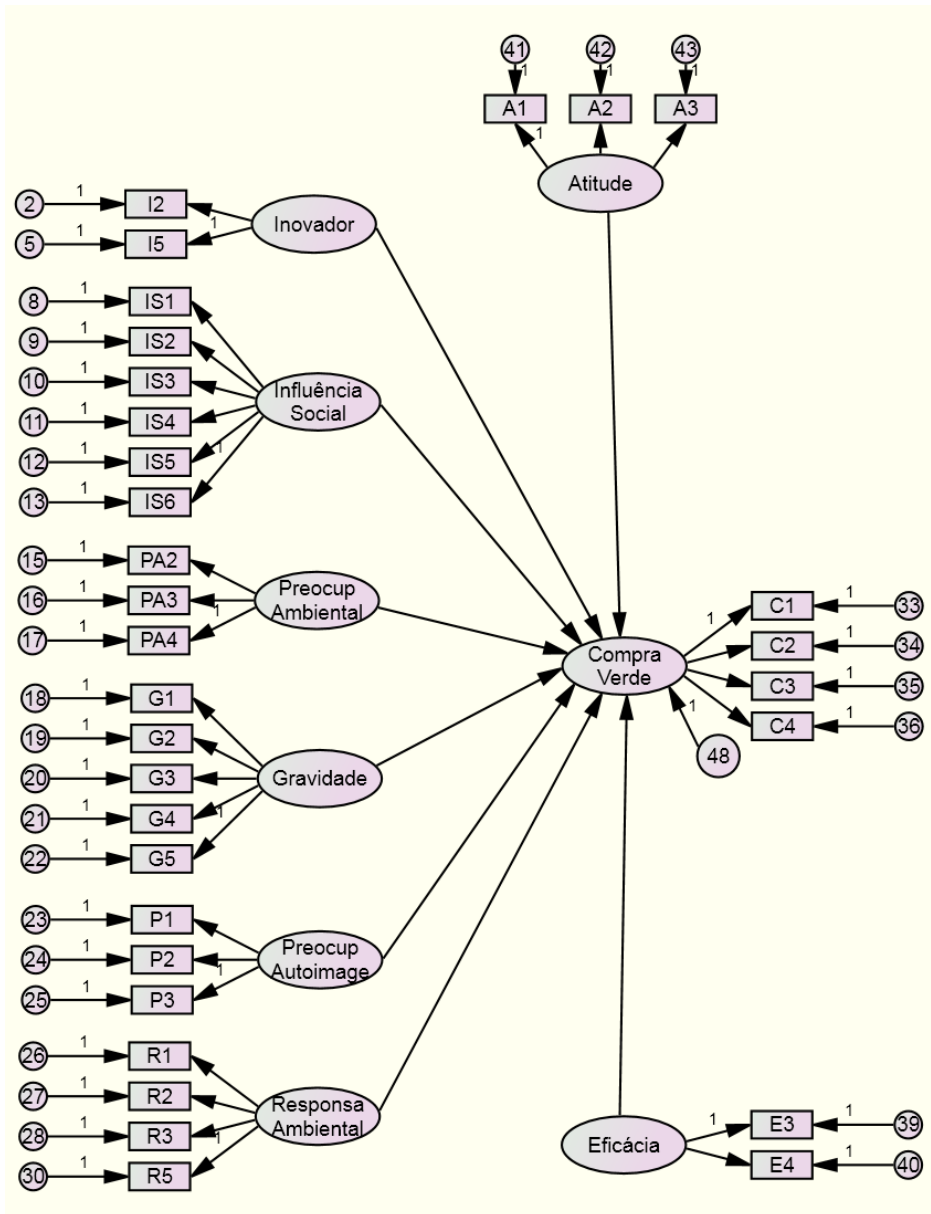 41 42 43
1 1 1
A1 A2 A3
1
Atitude
2 1 I2
Inovador
5 1 I5 1
8 1 IS1
9 1 IS2
10 1 IS3
Influência
Social
11 1 IS4
12 1 IS5 1
13 1 IS6
15 1 PA2
16 1 PA3
Preocup
Ambiental
17 1 PA4 1
1 C1 1 33
C2 1 34
Compra
Verde
C3 1 35
C4 1 36
1
48
18 1 G1
19 1 G2
20 1 G3
Gravidade
21 1 G4 1
22 1 G5
23 1 P1
24 1 P2
Preocup
Autoimage
25 1 P3 1
26 1 R1
27 1 R2
Responsa
Ambiental
28 1 R3 1
30 1 R5
Eficácia
1 E3 1 39
E4 1 40